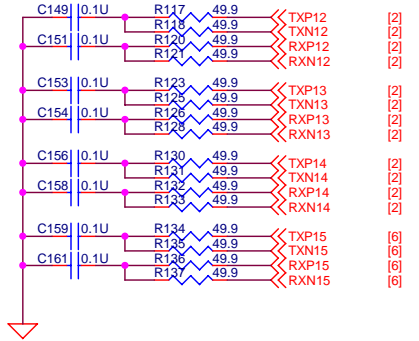 C149 0.1U R117 49.9 TXP12 [2]
R118 49.9 TXN12 [2]
C151 0.1U R120 49.9 RXP12 [2]
R121 49.9 RXN12 [2]
C153 0.1U R123 49.9 TXP13 [2]
R125 49.9 TXN13 [2]
C154 0.1U R126 49.9 RXP13 [2]
R128 49.9 RXN13 [2]
C156 0.1U R130 49.9 TXP14 [2]
R131 49.9 TXN14 [2]
C158 0.1U R132 49.9 RXP14 [2]
R133 49.9 RXN14 [2]
C159 0.1U R134 49.9 TXP15 [6]
R135 49.9 TXN15 [6]
C161 0.1U R136 49.9 RXP15 [6]
R137 49.9 RXN15 [6]